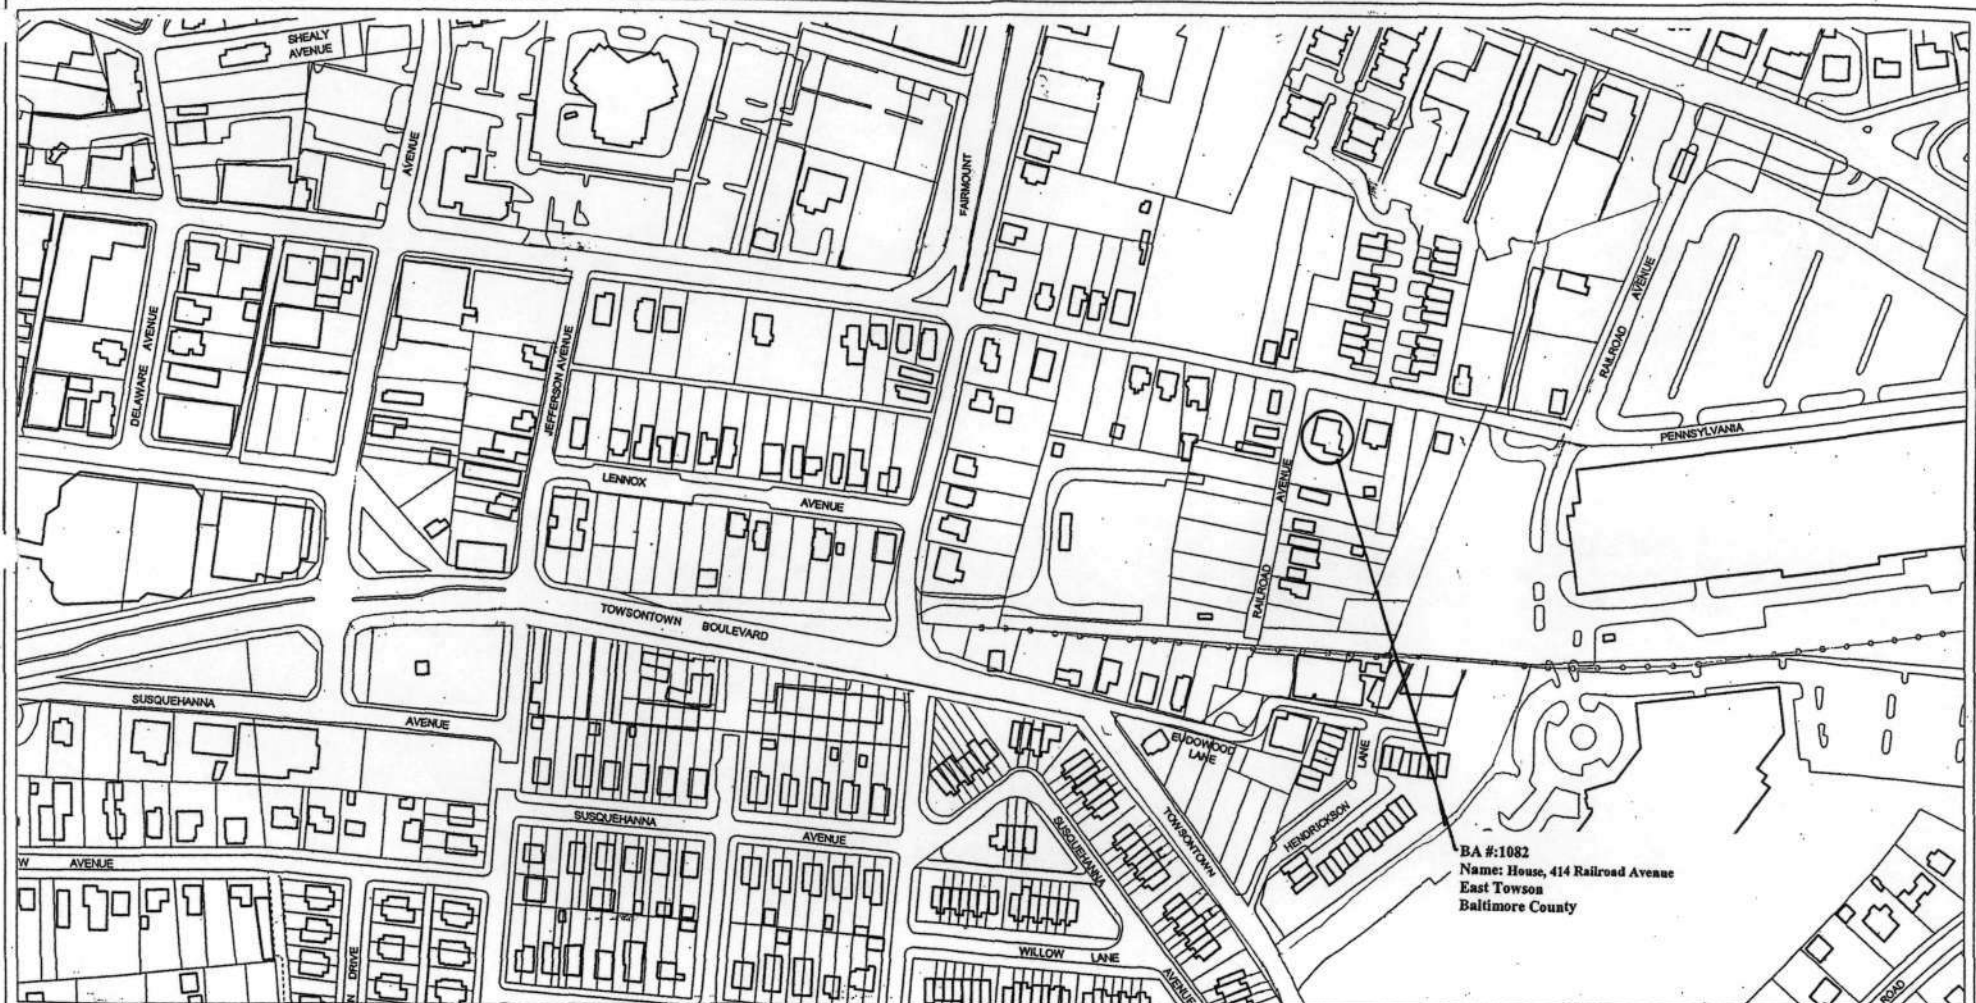 SHEALY
AVENUE
AVENUE
FAIRMOUNT
DELAWARE AVENUE
JEFFERSON AVENUE
RAILROAD AVENUE
PENNSYLVANIA
LENNOX AVENUE
RAILROAD AVENUE
TOWSONTOWN BOULEVARD
SUSQUEHANNA AVENUE
EUDOWOOD
LANE
LANE
HENDRICKSON
SUSQUEHANNA AVENUE
SUSQUEHANNA
TOWSONTOWN
W AVENUE
BA #:1082
Name: House, 414 Railroad Avenue
East Towson
Baltimore County
WILLOW LANE
N DRIVE
AVENUE
ROAD